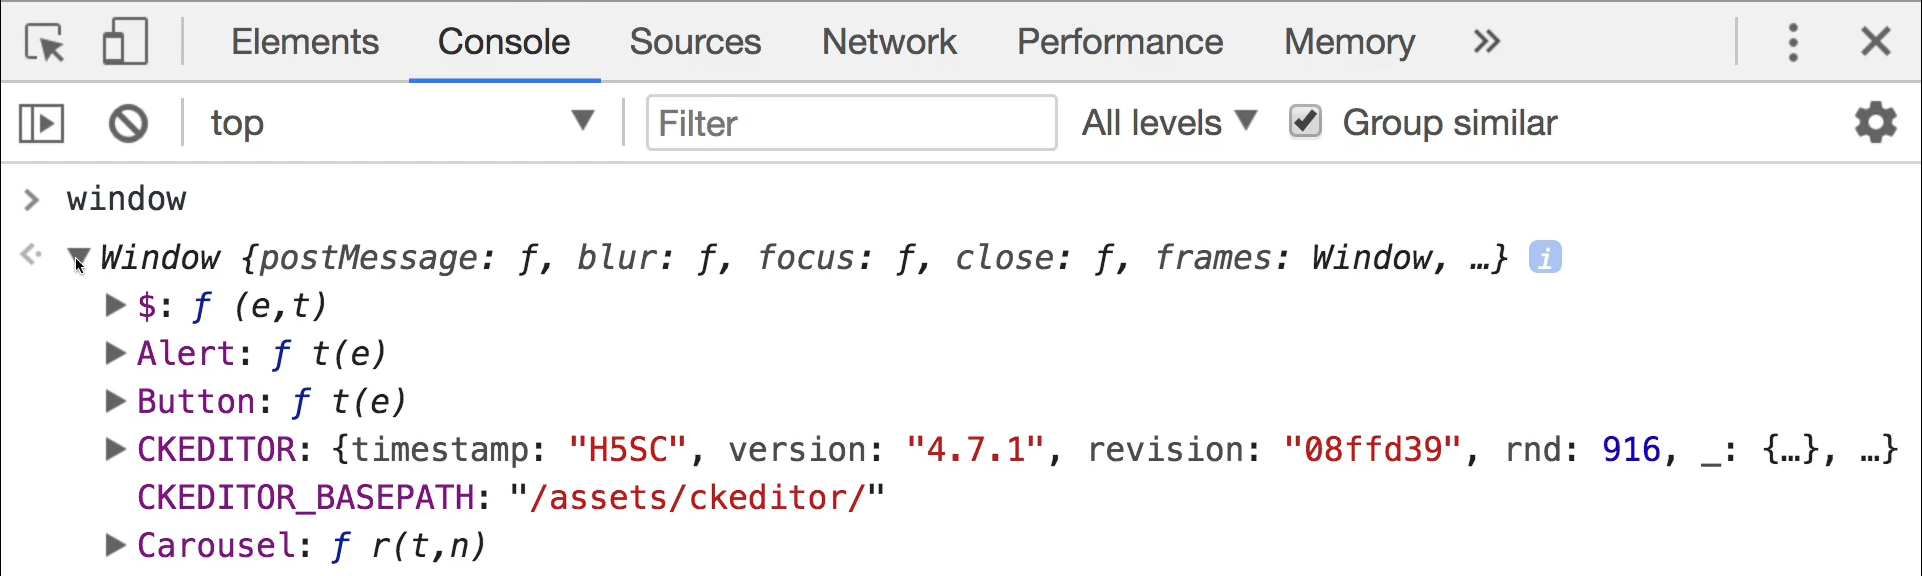 Elements Console Sources Network Performance Memory »
top ▼ Filter All levels ▼ Group similar
> window
Window {postMessage: ƒ, blur: ƒ, focus: ƒ, close: ƒ, frames: Window, …} i
$: ƒ (e,t)
Alert: ƒ t(e)
Button: ƒ t(e)
CKEDITOR: {timestamp: "H5SC", version: "4.7.1", revision: "08ffd39", rnd: 916, _: {…}, …}
CKEDITOR_BASEPATH: "/assets/ckeditor/"
Carousel: ƒ r(t,n)